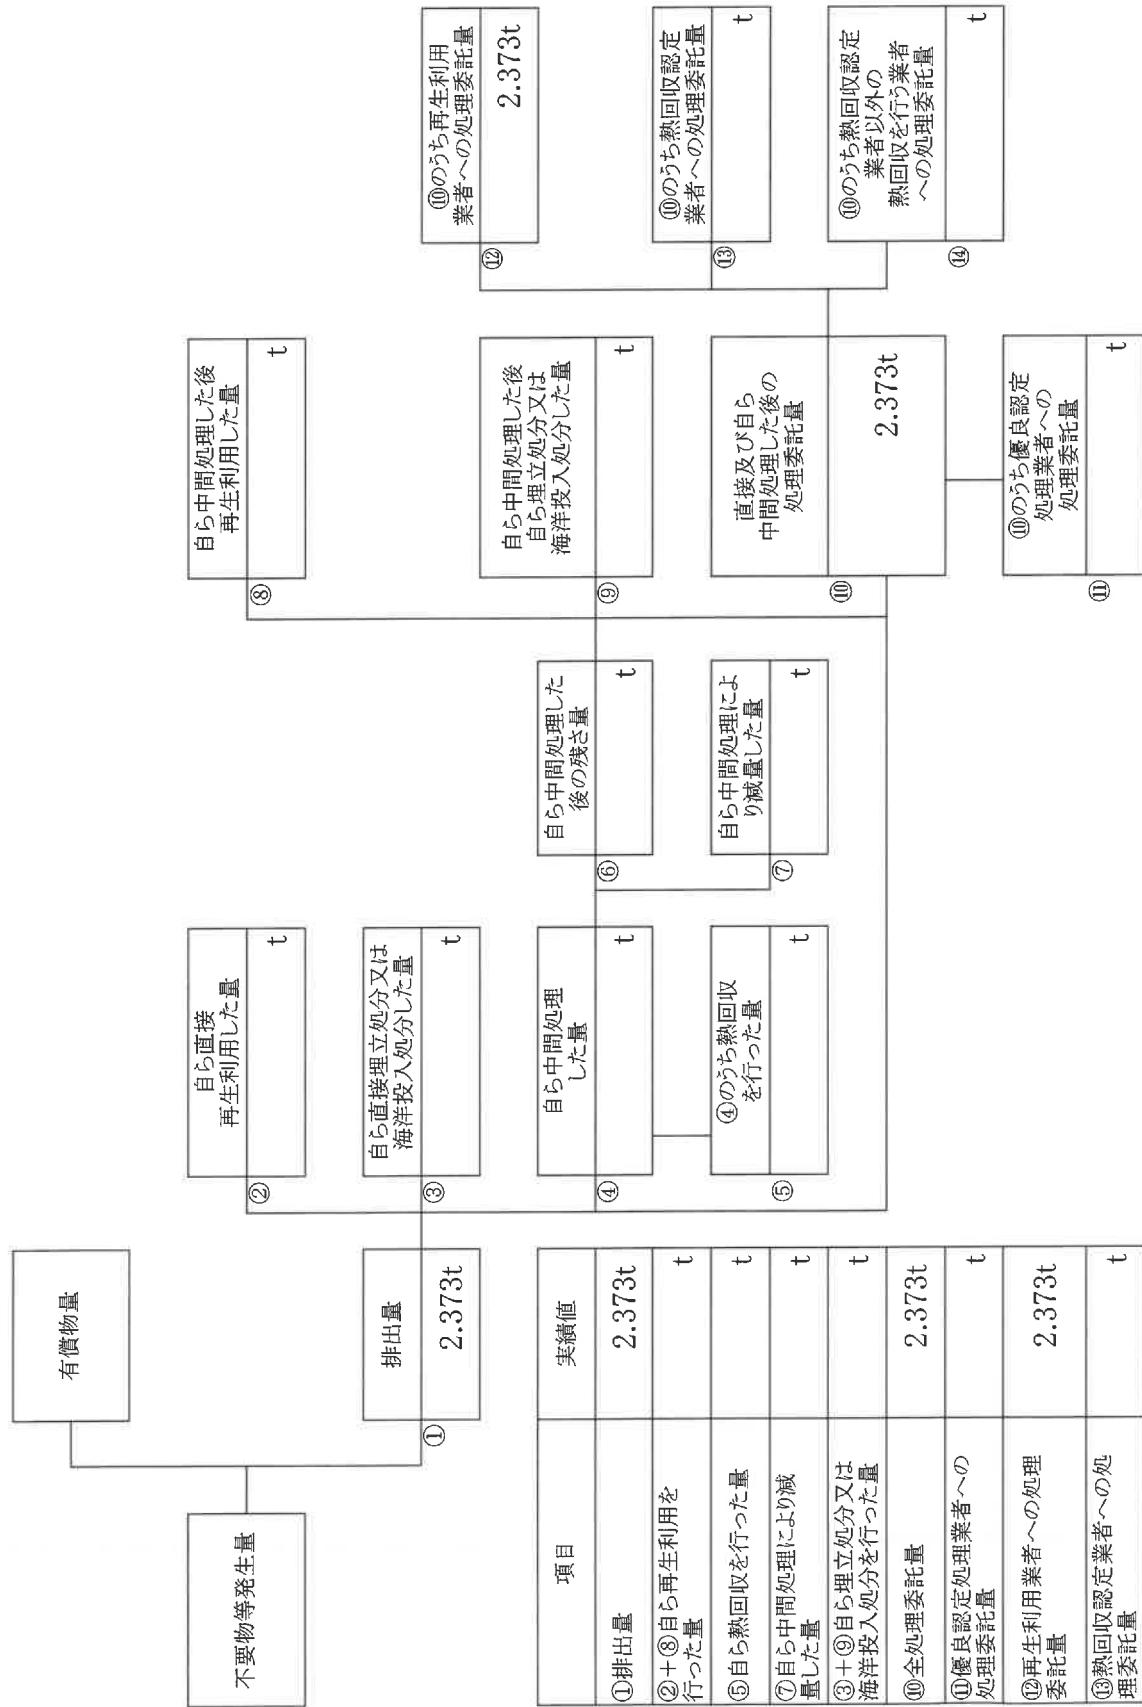 不要物等発生量
有償物量
①
排出量
2.373t
②
自ら直接
再生利用した量
t
③
自ら直接埋立処分又は
海洋投入処分した量
t
④
自ら中間処理
した量
t
⑤
④のうち熱回収
を行った量
t
⑥
自ら中間処理した
後の残さ量
t
⑦
自ら中間処理によ
り減量した量
t
⑧
自ら中間処理した後
再生利用した量
t
⑨
自ら中間処理した後
自ら埋立処分又は
海洋投入処分した量
t
⑩
直接及び自ら
中間処理した後の
処理委託量
2.373t
⑪
⑩のうち優良認定
処理業者への
処理委託量
t
⑫
⑩のうち再生利用
業者への処理委託量
2.373t
⑬
⑩のうち熱回収認定
業者への処理委託量
t
⑭
⑩のうち熱回収認定
業者以外の
熱回収を行う業者
への処理委託量
t
項目
実績値
①排出量
2.373t
②+⑧自ら再生利用を
行った量
t
⑤自ら熱回収を行った量
t
⑦自ら中間処理により減
量した量
t
③+⑨自ら埋立処分又は
海洋投入処分を行った量
t
⑩全処理委託量
2.373t
⑪優良認定処理業者への
処理委託量
t
⑫再生利用業者への処理
委託量
2.373t
⑬熱回収認定業者への処
理委託量
t